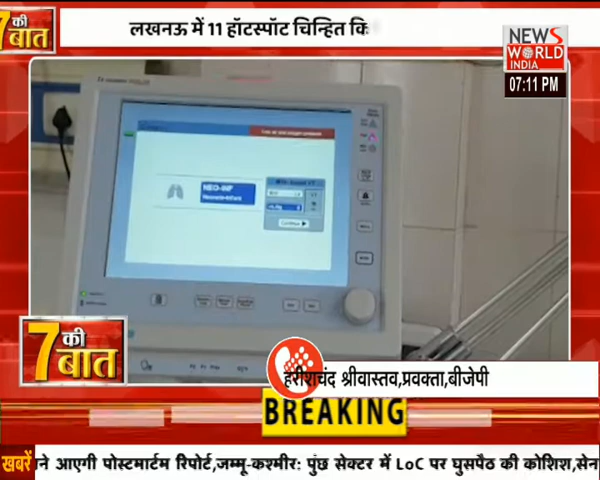 7 की बात
लखनऊ में 11 हॉटस्पॉट चिन्हित कि
NEWS
WORLD
INDIA
07:11 PM
NEO-INF
Continue
7 की बात
हरीशचंद श्रीवास्तव,प्रवक्ता,बीजेपी
BREAKING
खबरें
ने आएगी पोस्टमार्टम रिपोर्ट,जम्मू-कश्मीर: पुंछ सेक्टर में LoC पर घुसपैठ की कोशिश,सेन